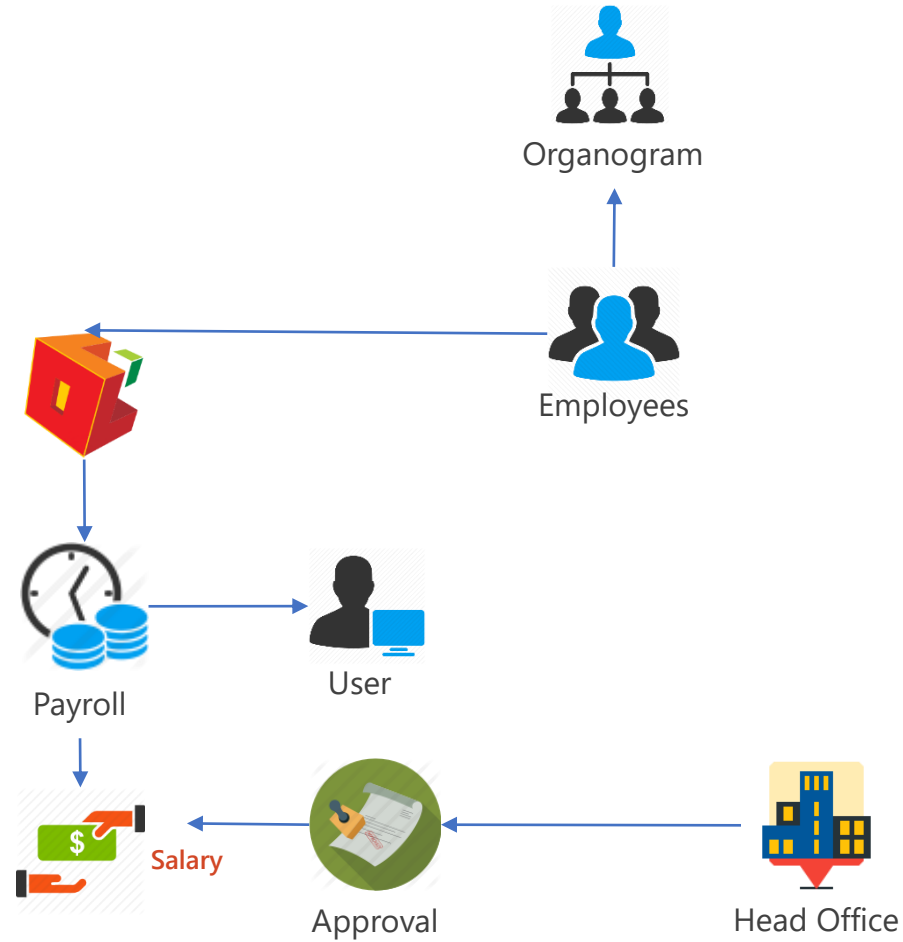 Organogram
Employees
User
Payroll
$
Salary
Approval
Head Office